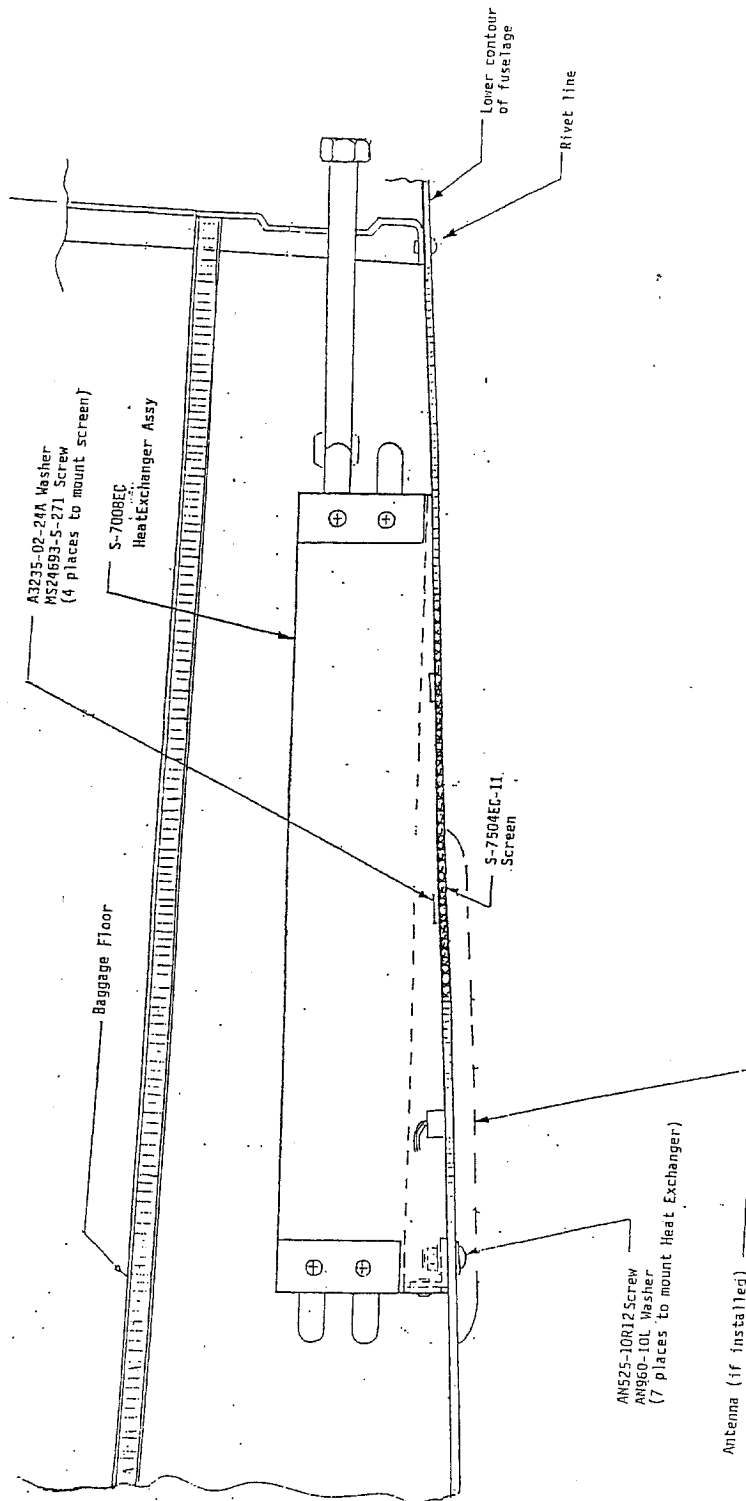 A3235-02-24A Washer
MS24693-S-271 Screw
(4 places to mount screen)
S-7008EC
HeatExchanger Assy
Baggage Floor
Lower contour
of fuselage
Rivet line
S-7504EC-11
Screen
AN525-10R12 Screw
AN960-10L Washer
(7 places to mount Heat Exchanger)
Antenna (if installed)